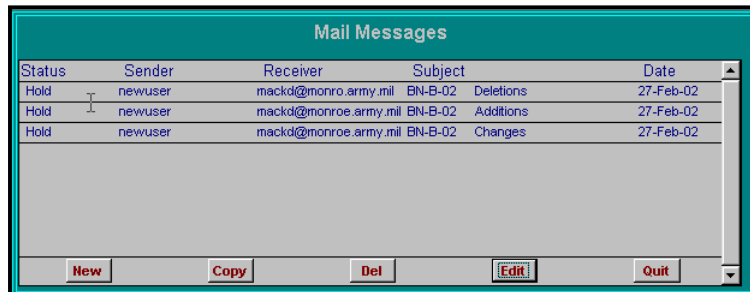 Mail Messages
Status Sender Receiver Subject Date
Hold newuser mackd@monro.army.mil BN-B-02 Deletions 27-Feb-02
Hold newuser mackd@monroe.army.mil BN-B-02 Additions 27-Feb-02
Hold newuser mackd@monroe.army.mil BN-B-02 Changes 27-Feb-02
New Copy Del Edit Quit